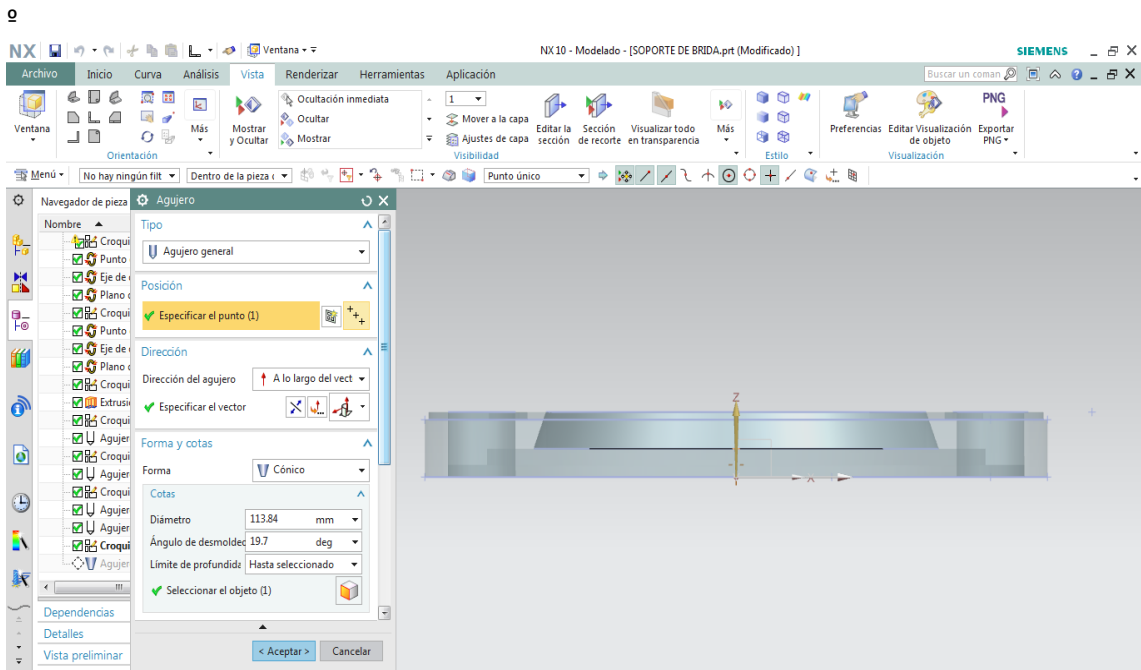 o
NX Ventana NX 10 - Modelado - [SOPORTE DE BRIDA.prt (Modificado) ] SIEMENS
Archivo Inicio Curva Análisis Vista Renderizar Herramientas Aplicación Buscar un coman
Ventana Más Mostrar y Ocultar Ocultación inmediata Ocultar Mostrar 1 Mover a la capa Ajustes de capa Editar la sección Sección de recorte Visualizar todo en transparencia Más Preferencias Editar Visualización de objeto PNG Exportar PNG
Orientación Visibilidad Estilo Visualización
Menú No hay ningún filt Dentro de la pieza Punto único
Navegador de pieza
Nombre
Croqui
Punto
Eje de
Plano
Croqui
Punto
Eje de
Plano
Croqui
Extrusi
Croqui
Agujer
Croqui
Agujer
Croqui
Agujer
Agujer
Croqui
Agujer
Dependencias
Detalles
Vista preliminar
Agujero
Tipo
Agujero general
Posición
Especificar el punto (1)
Dirección
Dirección del agujero A lo largo del vect
Especificar el vector
Forma y cotas
Forma Cónico
Cotas
Diámetro 113.84 mm
Ángulo de desmoldec 19.7 deg
Límite de profundida Hasta seleccionado
Seleccionar el objeto (1)
< Aceptar > Cancelar
Z
X